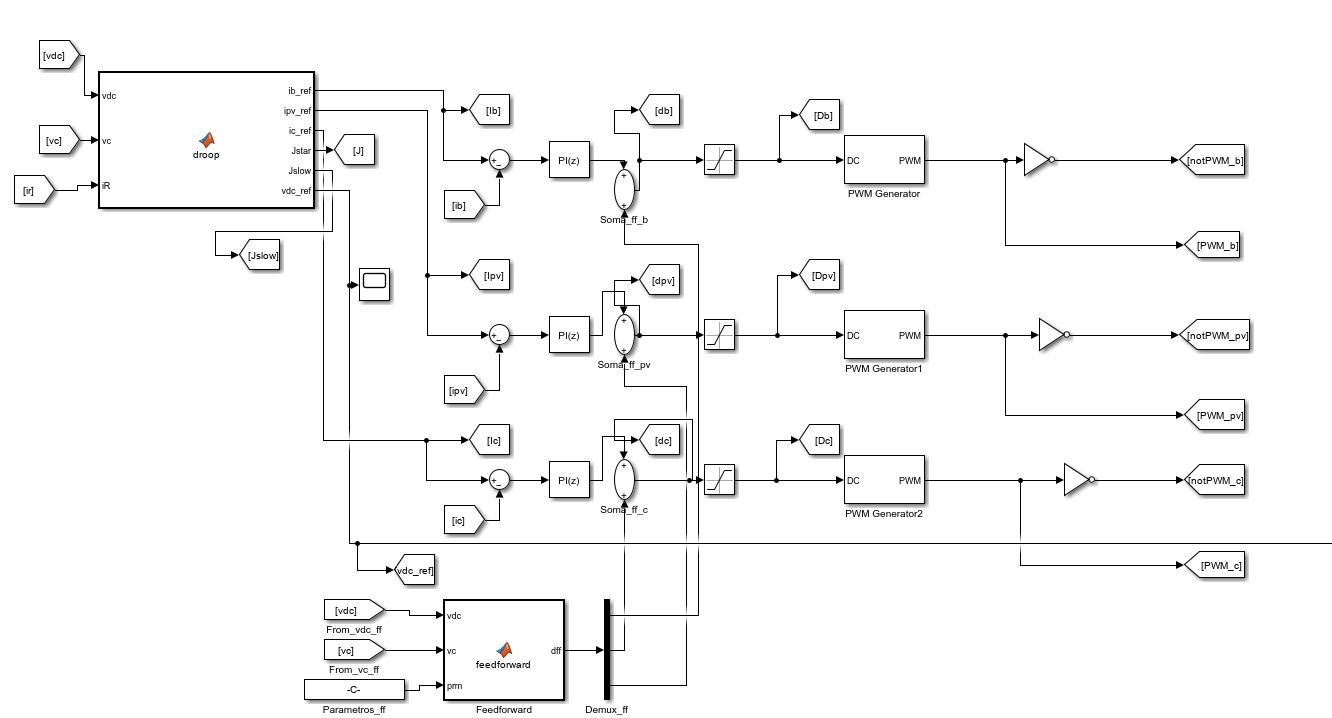 [vdc]
[vc]
[ir]
vdc
vc
iR
droop
ib_ref
ipv_ref
ic_ref
Jstar
Jslow
vdc_ref
[J]
[Jslow]
[Ib]
+
−
PI(z)
[ib]
[db]
+
+
Soma_ff_b
[Db]
DC
PWM
PWM Generator
[notPWM_b]
[PWM_b]
[Ipv]
+
−
PI(z)
[ipv]
[dpv]
+
+
Soma_ff_pv
[Dpv]
DC
PWM
PWM Generator1
[notPWM_pv]
[PWM_pv]
[Ic]
+
−
PI(z)
[ic]
[dc]
+
+
Soma_ff_c
[Dc]
DC
PWM
PWM Generator2
[notPWM_c]
[PWM_c]
vdc_ref]
[vdc]
From_vdc_ff
[vc]
From_vc_ff
-C-
Parametros_ff
vdc
vc
prm
feedforward
dff
Feedforward
Demux_ff